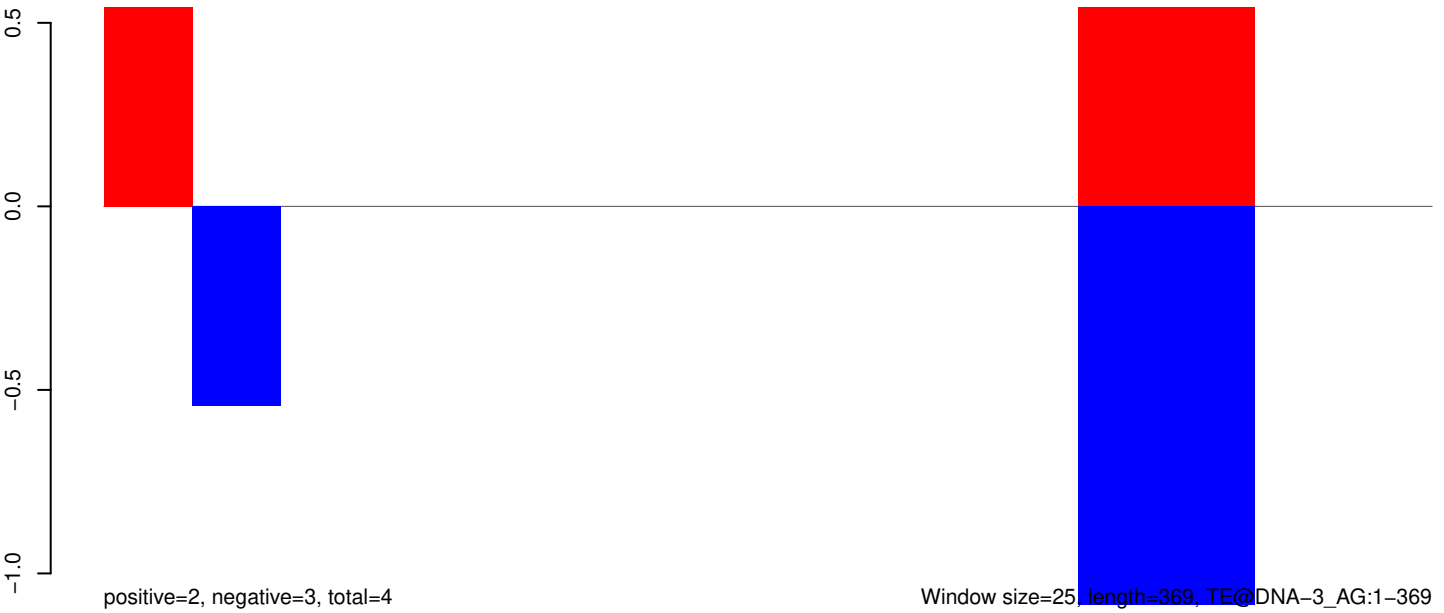 0.5
0.0
−0.5
−1.0
positive=2, negative=3, total=4
Window size=25, length=369, TE@DNA−3_AG:1−369